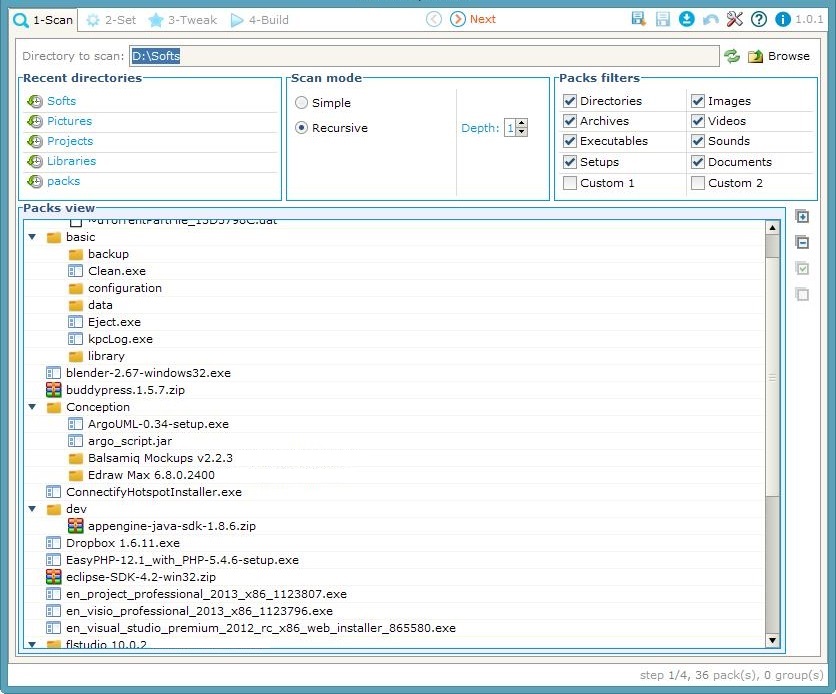 1-Scan 2-Set 3-Tweak 4-Build Next 1.0.1
Directory to scan: D:\Softs Browse
Recent directories
Softs
Pictures
Projects
Libraries
packs
Scan mode
Simple
Recursive
Depth: 1
Packs filters
Directories Images
Archives Videos
Executables Sounds
Setups Documents
Custom 1 Custom 2
Packs view
~uTorrentPartFile_15D3798C.dat
basic
backup
Clean.exe
configuration
data
Eject.exe
kpcLog.exe
library
blender-2.67-windows32.exe
buddypress.1.5.7.zip
Conception
ArgoUML-0.34-setup.exe
argo_script.jar
Balsamiq Mockups v2.2.3
Edraw Max 6.8.0.2400
ConnectifyHotspotInstaller.exe
dev
appengine-java-sdk-1.8.6.zip
Dropbox 1.6.11.exe
EasyPHP-12.1_with_PHP-5.4.6-setup.exe
eclipse-SDK-4.2-win32.zip
en_project_professional_2013_x86_1123807.exe
en_visio_professional_2013_x86_1123796.exe
en_visual_studio_premium_2012_rc_x86_web_installer_865580.exe
flstudio 10.0.2
step 1/4, 36 pack(s), 0 group(s)